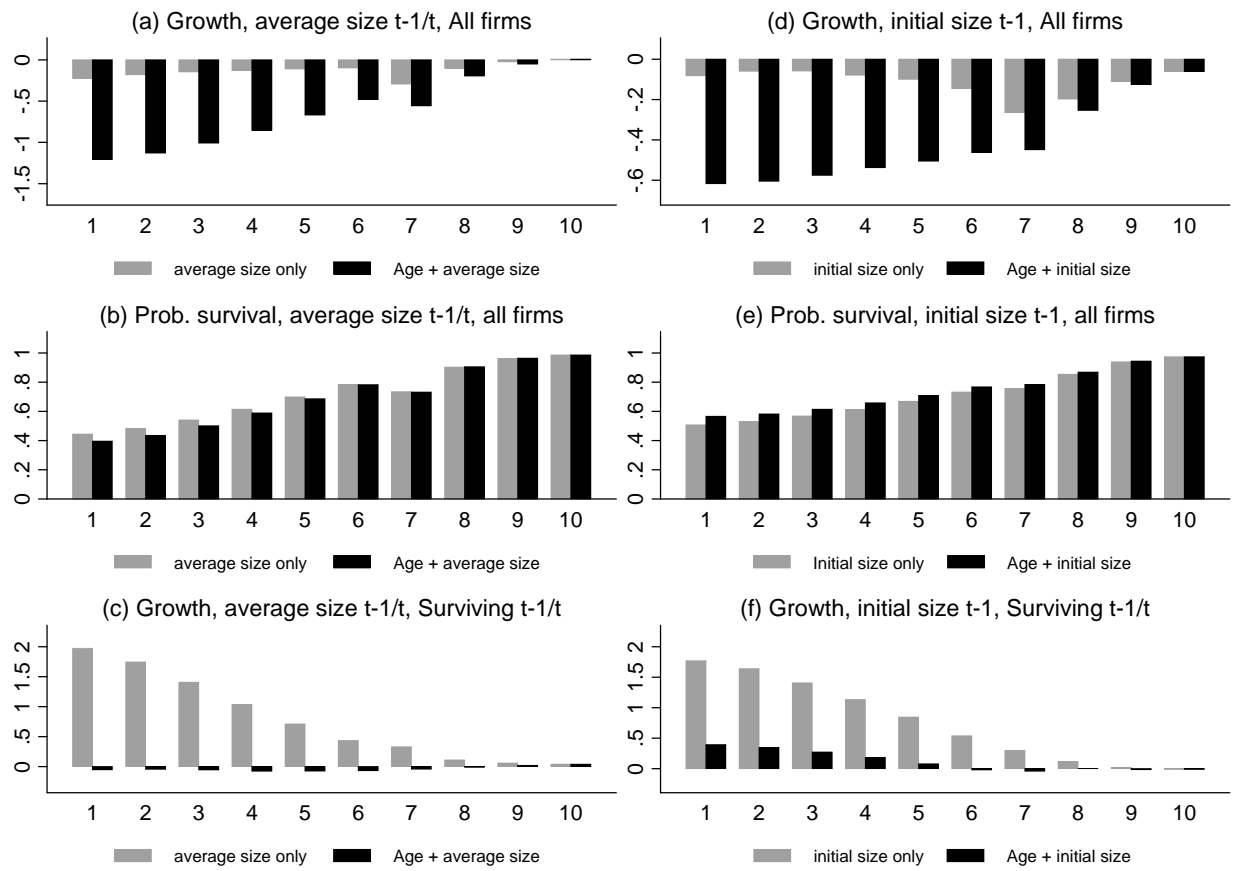 (a) Growth, average size t-1/t, All firms
0
-.5
-1
-1.5
1 2 3 4 5 6 7 8 9 10
average size only Age + average size
(d) Growth, initial size t-1, All firms
0
-.2
-.4
-.6
1 2 3 4 5 6 7 8 9 10
initial size only Age + initial size
(b) Prob. survival, average size t-1/t, all firms
1
.8
.6
.4
.2
0
1 2 3 4 5 6 7 8 9 10
average size only Age + average size
(e) Prob. survival, initial size t-1, all firms
1
.8
.6
.4
.2
0
1 2 3 4 5 6 7 8 9 10
Initial size only Age + initial size
(c) Growth, average size t-1/t, Surviving t-1/t
2
1.5
1
.5
0
1 2 3 4 5 6 7 8 9 10
average size only Age + average size
(f) Growth, initial size t-1, Surviving t-1/t
2
1.5
1
.5
0
1 2 3 4 5 6 7 8 9 10
initial size only Age + initial size